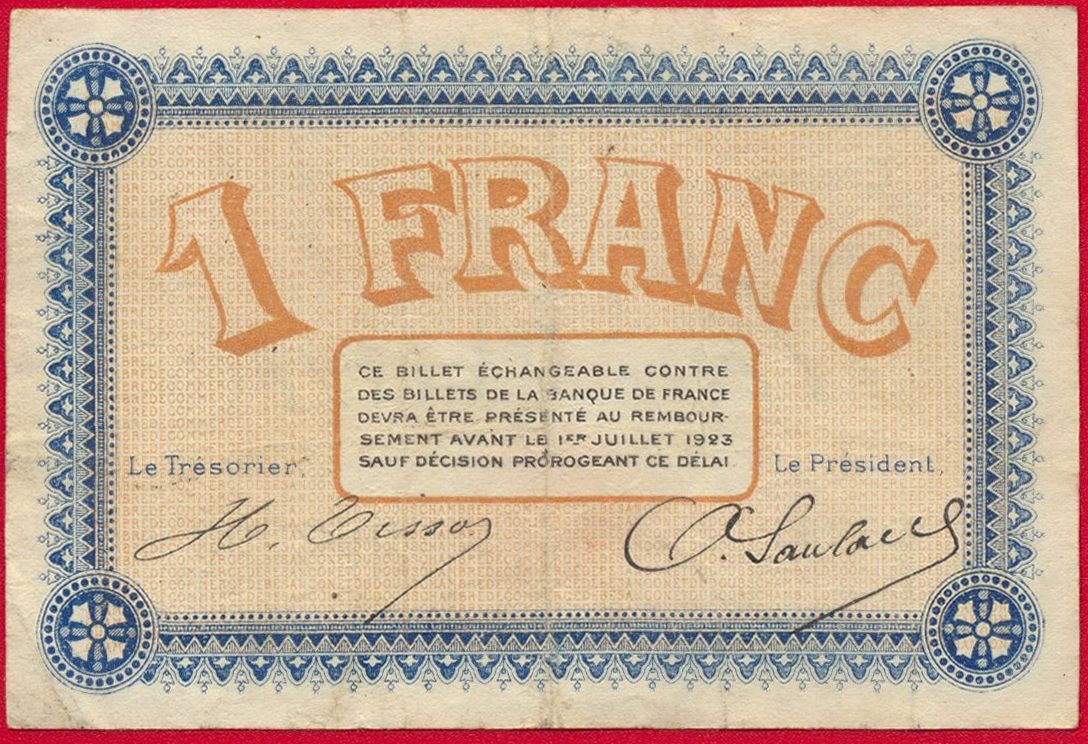 1 FRANC
CE BILLET ÉCHANGEABLE CONTRE
DES BILLETS DE LA BANQUE DE FRANCE
DEVRA ÊTRE PRÉSENTÉ AU REMBOUR-
SEMENT AVANT LE 1ER JUILLET 1923
SAUF DÉCISION PROROGEANT CE DÉLAI
Le Trésorier,
Le Président,
H. Tissot